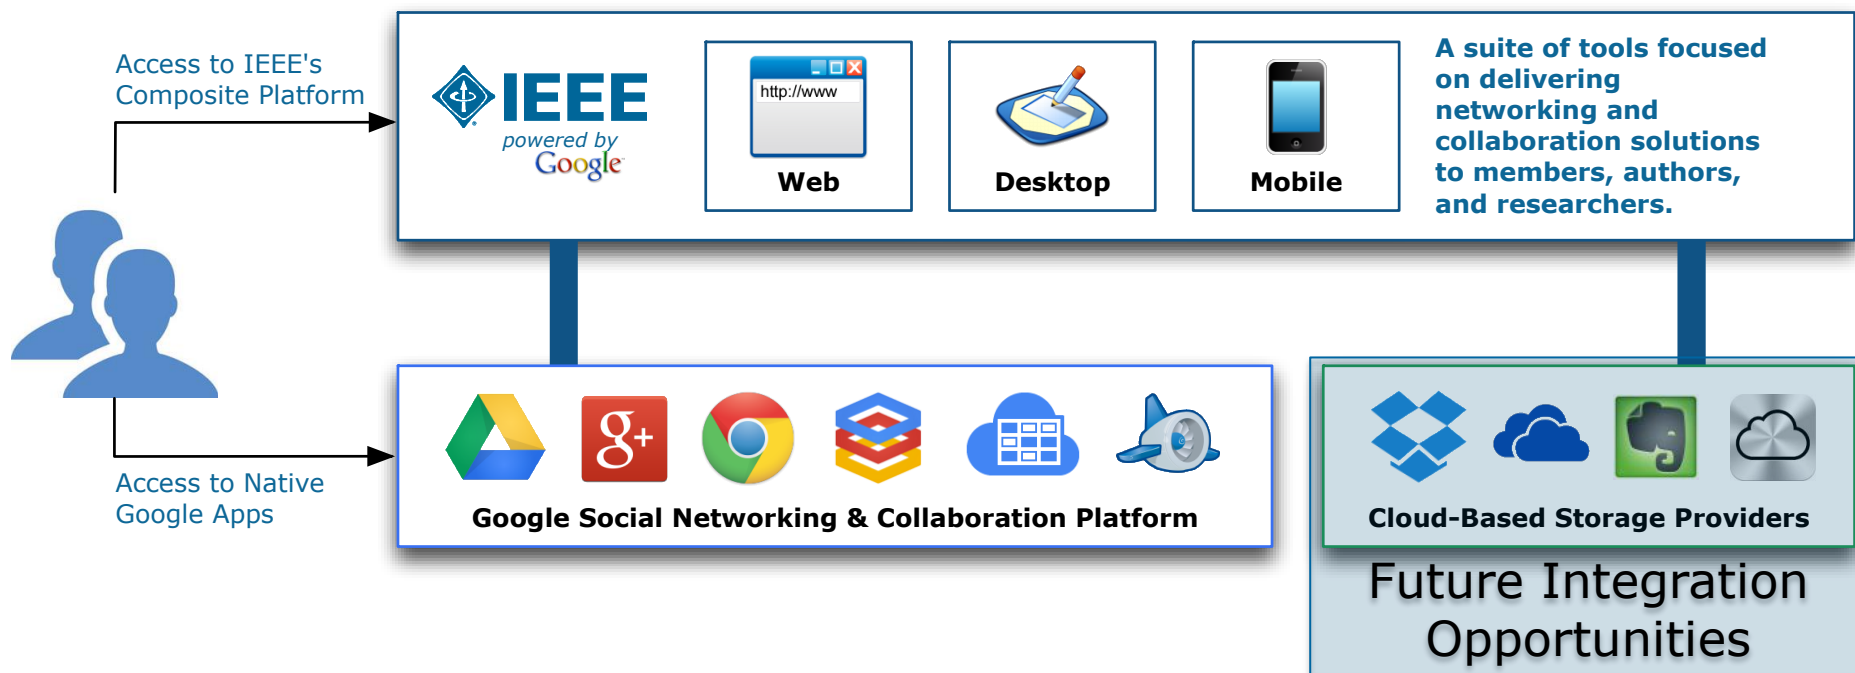 Access to IEEE's
Composite Platform
IEEE
powered by
Google
http://www
Web
Desktop
Mobile
A suite of tools focused
on delivering
networking and
collaboration solutions
to members, authors,
and researchers.
Access to Native
Google Apps
g+
Google Social Networking & Collaboration Platform
Cloud-Based Storage Providers
Future Integration
Opportunities